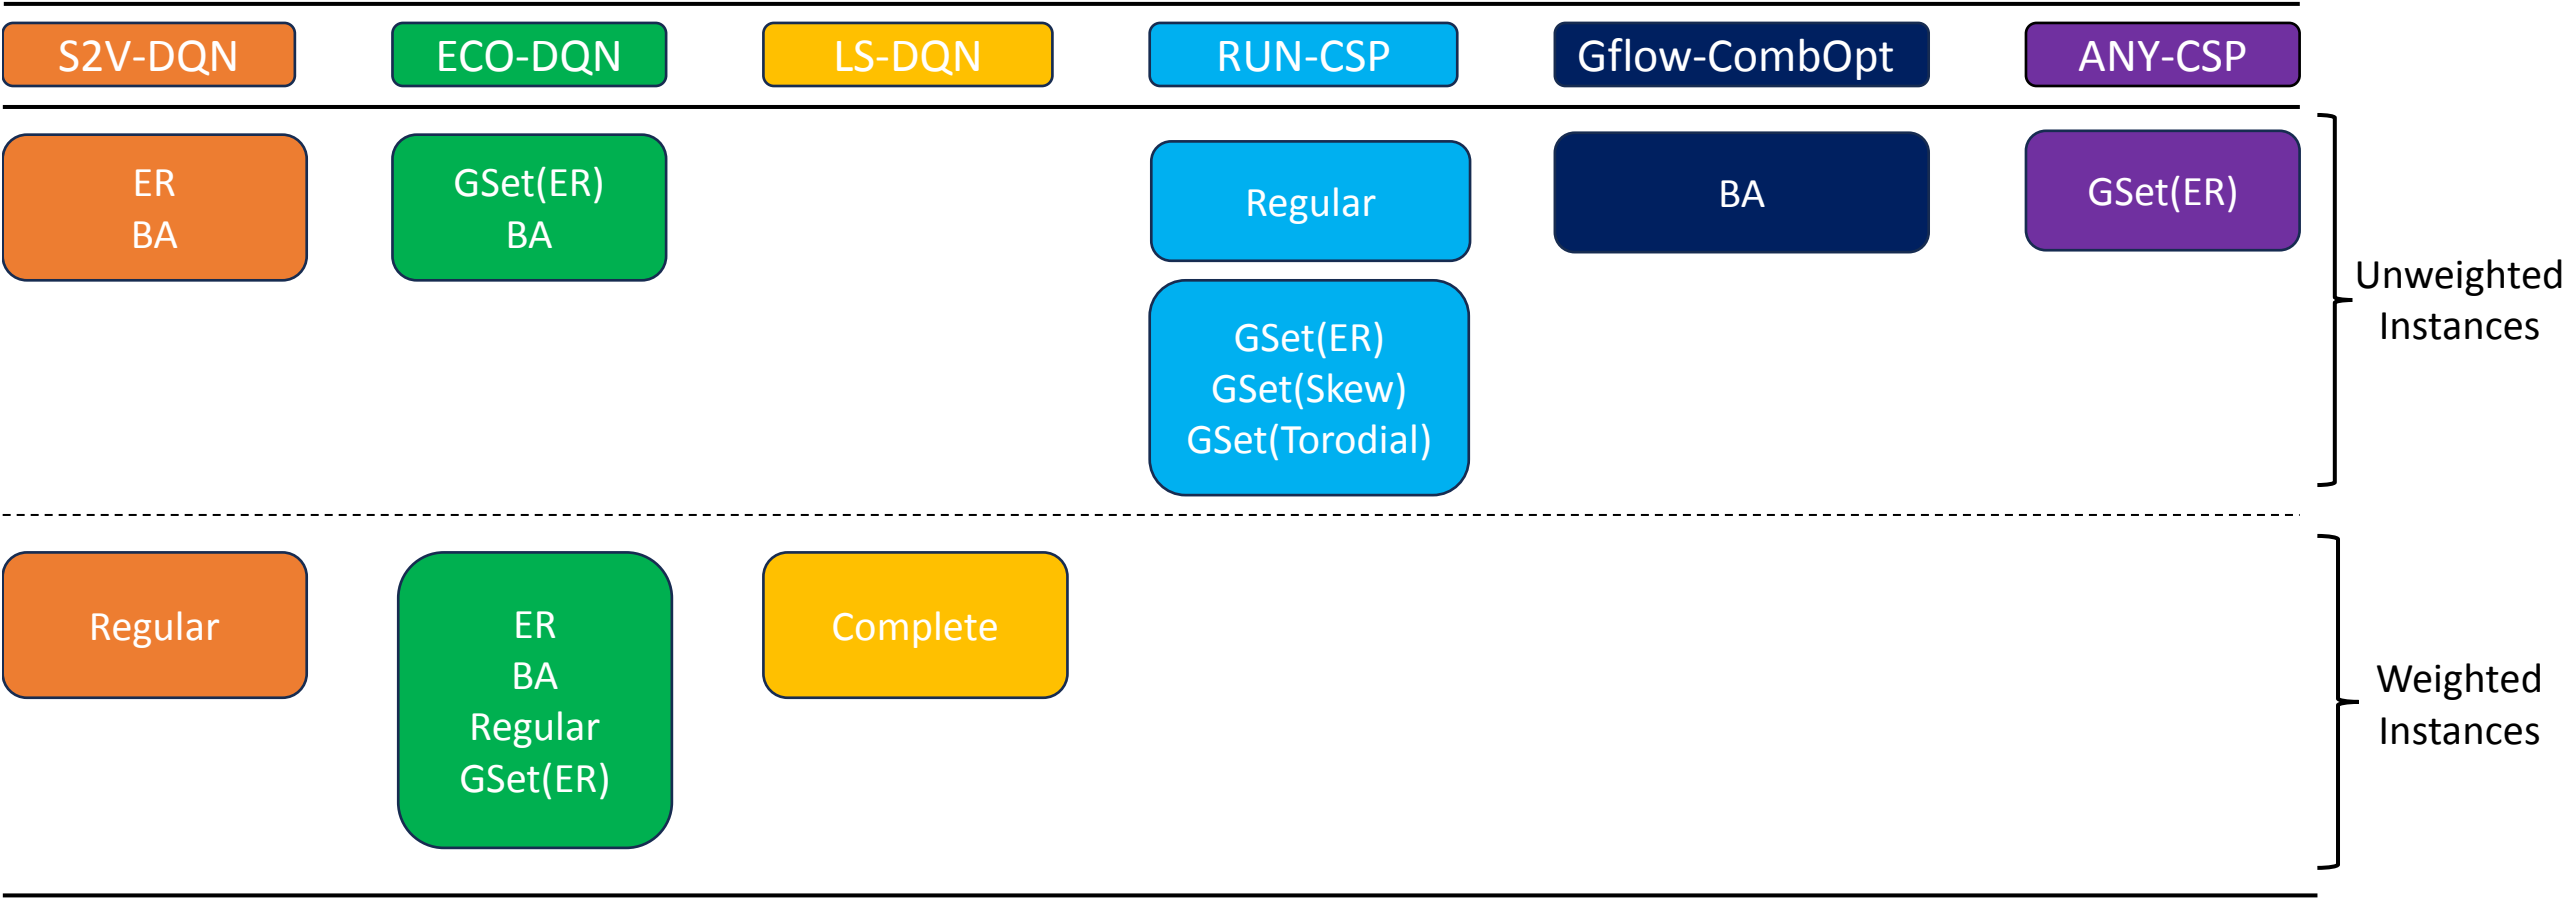 S2V-DQN
ECO-DQN
LS-DQN
RUN-CSP
Gflow-CombOpt
ANY-CSP
ER
BA
GSet(ER)
BA
Regular
GSet(ER)
GSet(Skew)
GSet(Torodial)
BA
GSet(ER)
Unweighted
Instances
Regular
ER
BA
Regular
GSet(ER)
Complete
Weighted
Instances